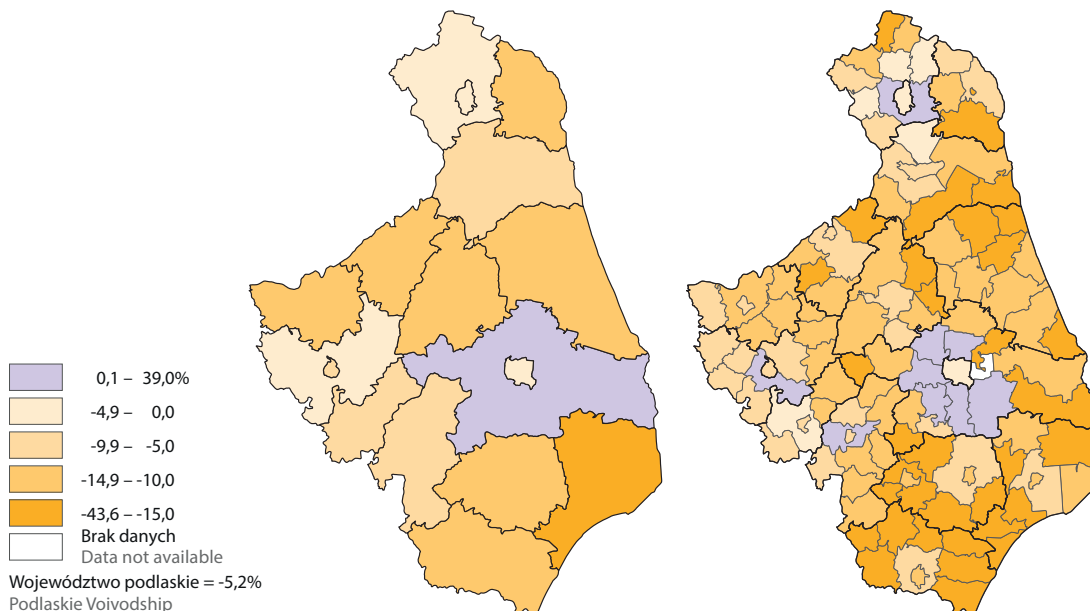 0,1 – 39,0%
-4,9 – 0,0
-9,9 – -5,0
-14,9 – -10,0
-43,6 – -15,0
Brak danych
Data not available
Województwo podlaskie = -5,2%
Podlaskie Voivodship